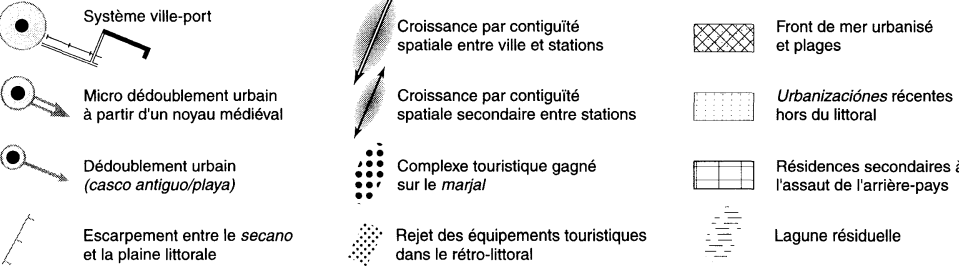 Système ville-port
Micro dédoublement urbain
à partir d'un noyau médiéval
Dédoublement urbain
(casco antiguo/playa)
Escarpement entre le secano
et la plaine littorale
Croissance par contiguïté
spatiale entre ville et stations
Croissance par contiguïté
spatiale secondaire entre stations
Complexe touristique gagné
sur le marjal
Rejet des équipements touristiques
dans le rétro-littoral
Front de mer urbanisé
et plages
Urbanizaciónes récentes
hors du littoral
Résidences secondaires à
l'assaut de l'arrière-pays
Lagune résiduelle